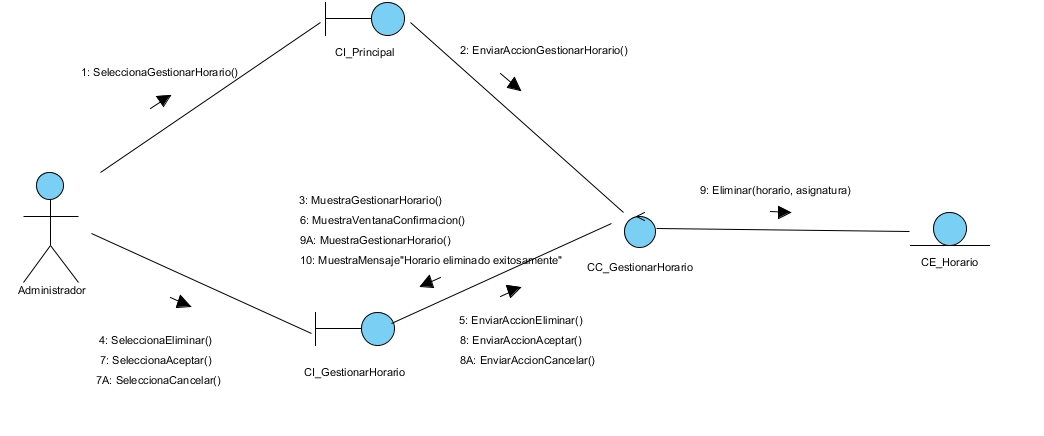 CI_Principal
2: EnviarAccionGestionarHorario()
1: SeleccionaGestionarHorario()
9: Eliminar(horario, asignatura)
3: MuestraGestionarHorario()
6: MuestraVentanaConfirmacion()
9A: MuestraGestionarHorario()
10: MuestraMensaje"Horario eliminado exitosamente"
CC_GestionarHorario
CE_Horario
Administrador
4: SeleccionaEliminar()
7: SeleccionaAceptar()
7A: SeleccionaCancelar()
CI_GestionarHorario
5: EnviarAccionEliminar()
8: EnviarAccionAceptar()
8A: EnviarAccionCancelar()